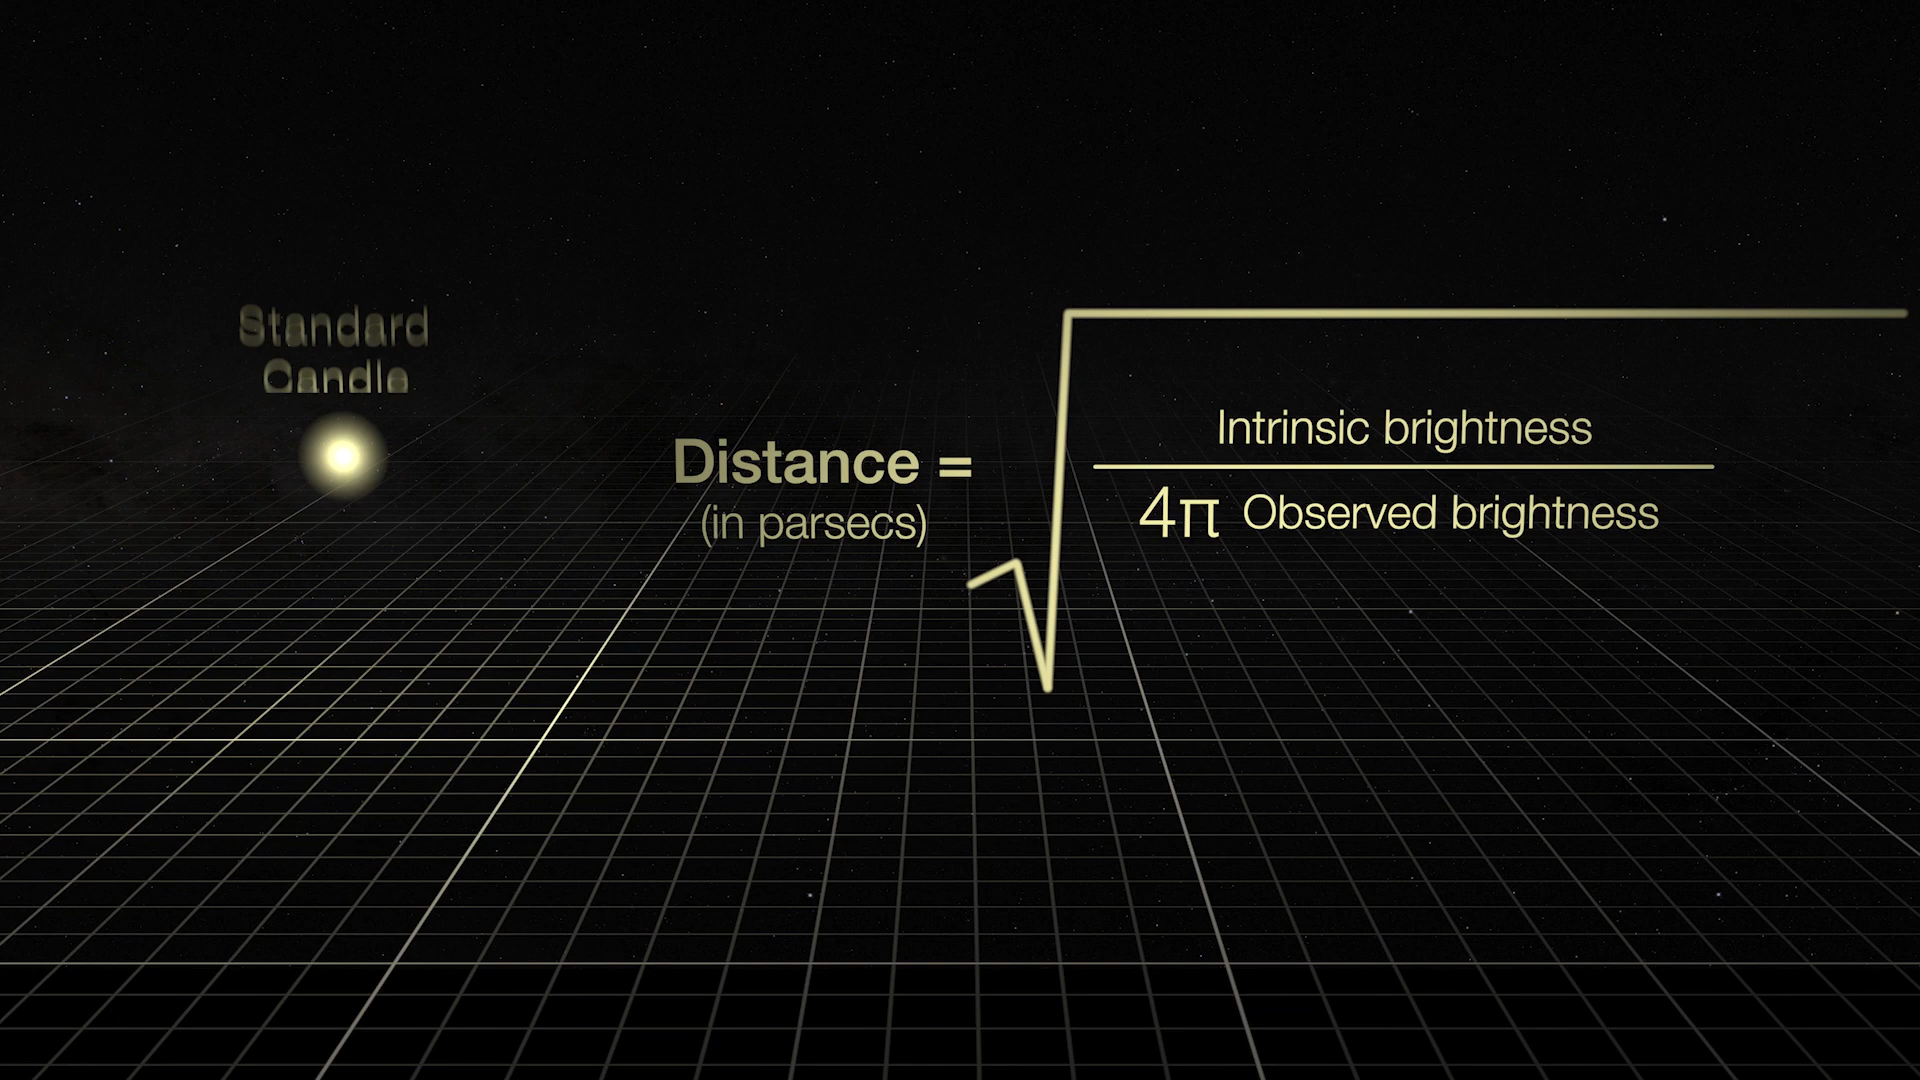 Standard
Candle
Distance =
(in parsecs)
√
Intrinsic brightness
4π Observed brightness